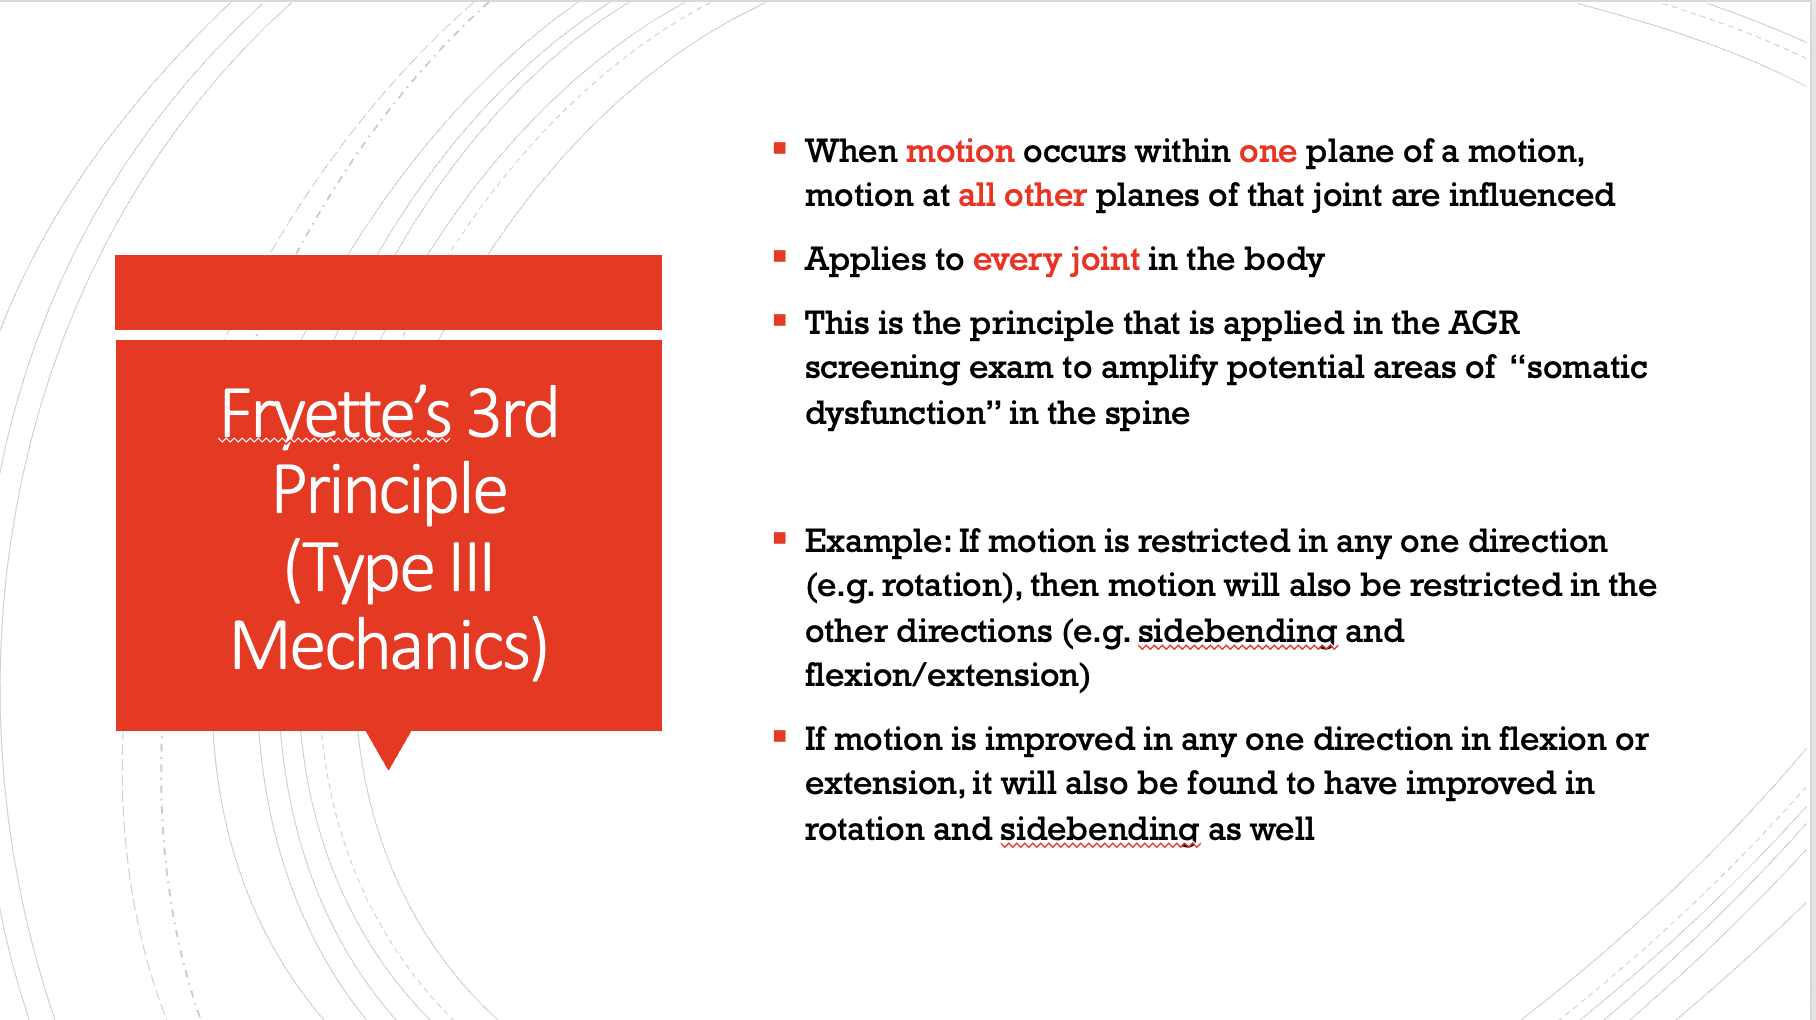 Fryette’s 3rd
Principle
(Type III
Mechanics)
When motion occurs within one plane of a motion,
motion at all other planes of that joint are influenced
Applies to every joint in the body
This is the principle that is applied in the AGR
screening exam to amplify potential areas of “somatic
dysfunction” in the spine
Example: If motion is restricted in any one direction
(e.g. rotation), then motion will also be restricted in the
other directions (e.g. sidebending and
flexion/extension)
If motion is improved in any one direction in flexion or
extension, it will also be found to have improved in
rotation and sidebending as well